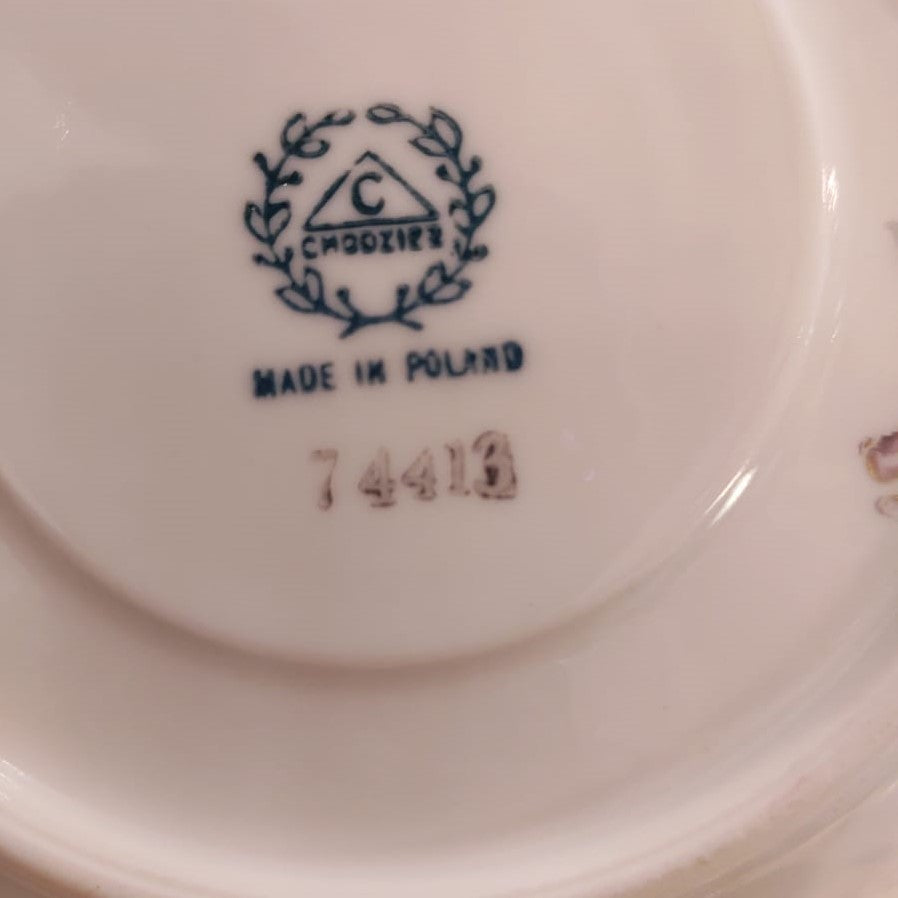 C
CHODZIEŻ
MADE IN POLAND
74413